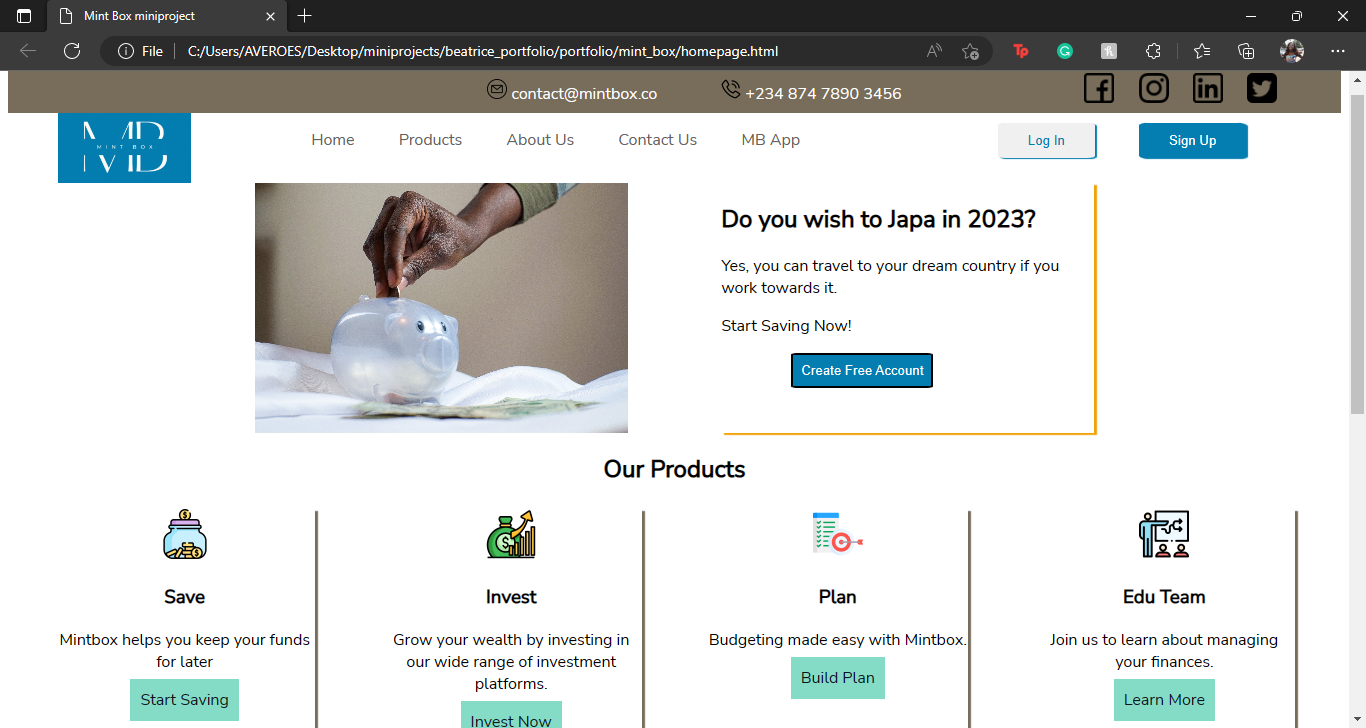 Mint Box miniproject
File
C:/Users/AVEROES/Desktop/miniprojects/beatrice_portfolio/portfolio/mint_box/homepage.html
contact@mintbox.co
+234 874 7890 3456
MINT BOX
Home Products About Us Contact Us MB App Log In Sign Up
Do you wish to Japa in 2023?
Yes, you can travel to your dream country if you
work towards it.
Start Saving Now!
Create Free Account
Our Products
Save
Mintbox helps you keep your funds
for later
Start Saving
Invest
Grow your wealth by investing in
our wide range of investment
platforms.
Invest Now
Plan
Budgeting made easy with Mintbox.
Build Plan
Edu Team
Join us to learn about managing
your finances.
Learn More